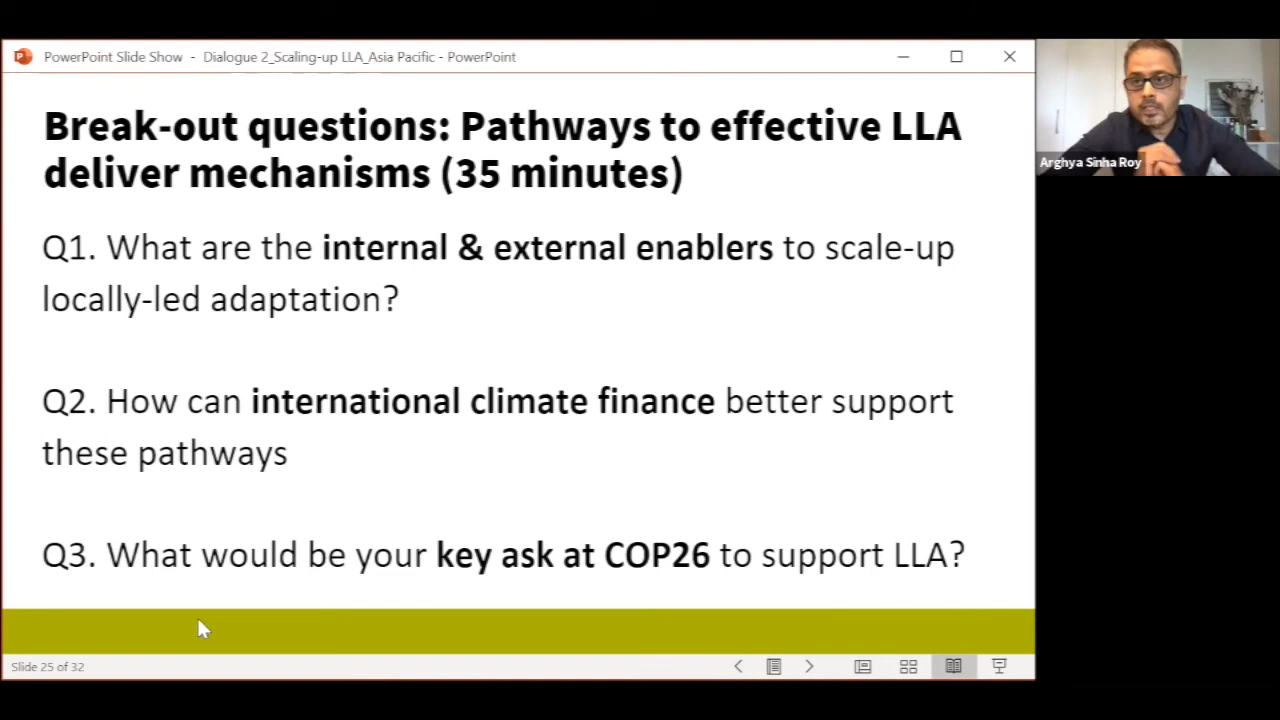 PowerPoint Slide Show - Dialogue 2_Scaling-up LLA_Asia Pacific - PowerPoint
Break-out questions: Pathways to effective LLA
deliver mechanisms (35 minutes)
Q1. What are the internal & external enablers to scale-up
locally-led adaptation?
Q2. How can international climate finance better support
these pathways
Q3. What would be your key ask at COP26 to support LLA?
Slide 25 of 32
Arghya Sinha Roy